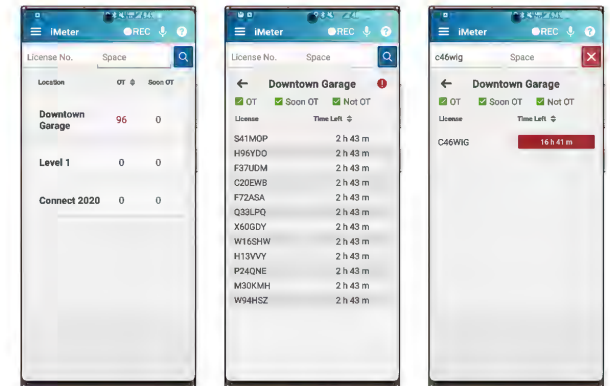 iMeter REC ?
License No. Space
Location OT Soon OT
Downtown
Garage 96 0
Level 1 0 0
Connect 2020 0 0
iMeter REC ?
License No. Space
Downtown Garage
OT Soon OT Not OT
License Time Left
S41MOP 2 h 43 m
H96YDO 2 h 43 m
F37UDM 2 h 43 m
C20EWB 2 h 43 m
F72ASA 2 h 43 m
Q33LPQ 2 h 43 m
X60GDY 2 h 43 m
W16SHW 2 h 43 m
H13VVY 2 h 43 m
P24QNE 2 h 43 m
M30KMH 2 h 43 m
W94HSZ 2 h 43 m
iMeter REC ?
c46wig Space
Downtown Garage
OT Soon OT Not OT
License Time Left
C46WIG 16 h 41 m